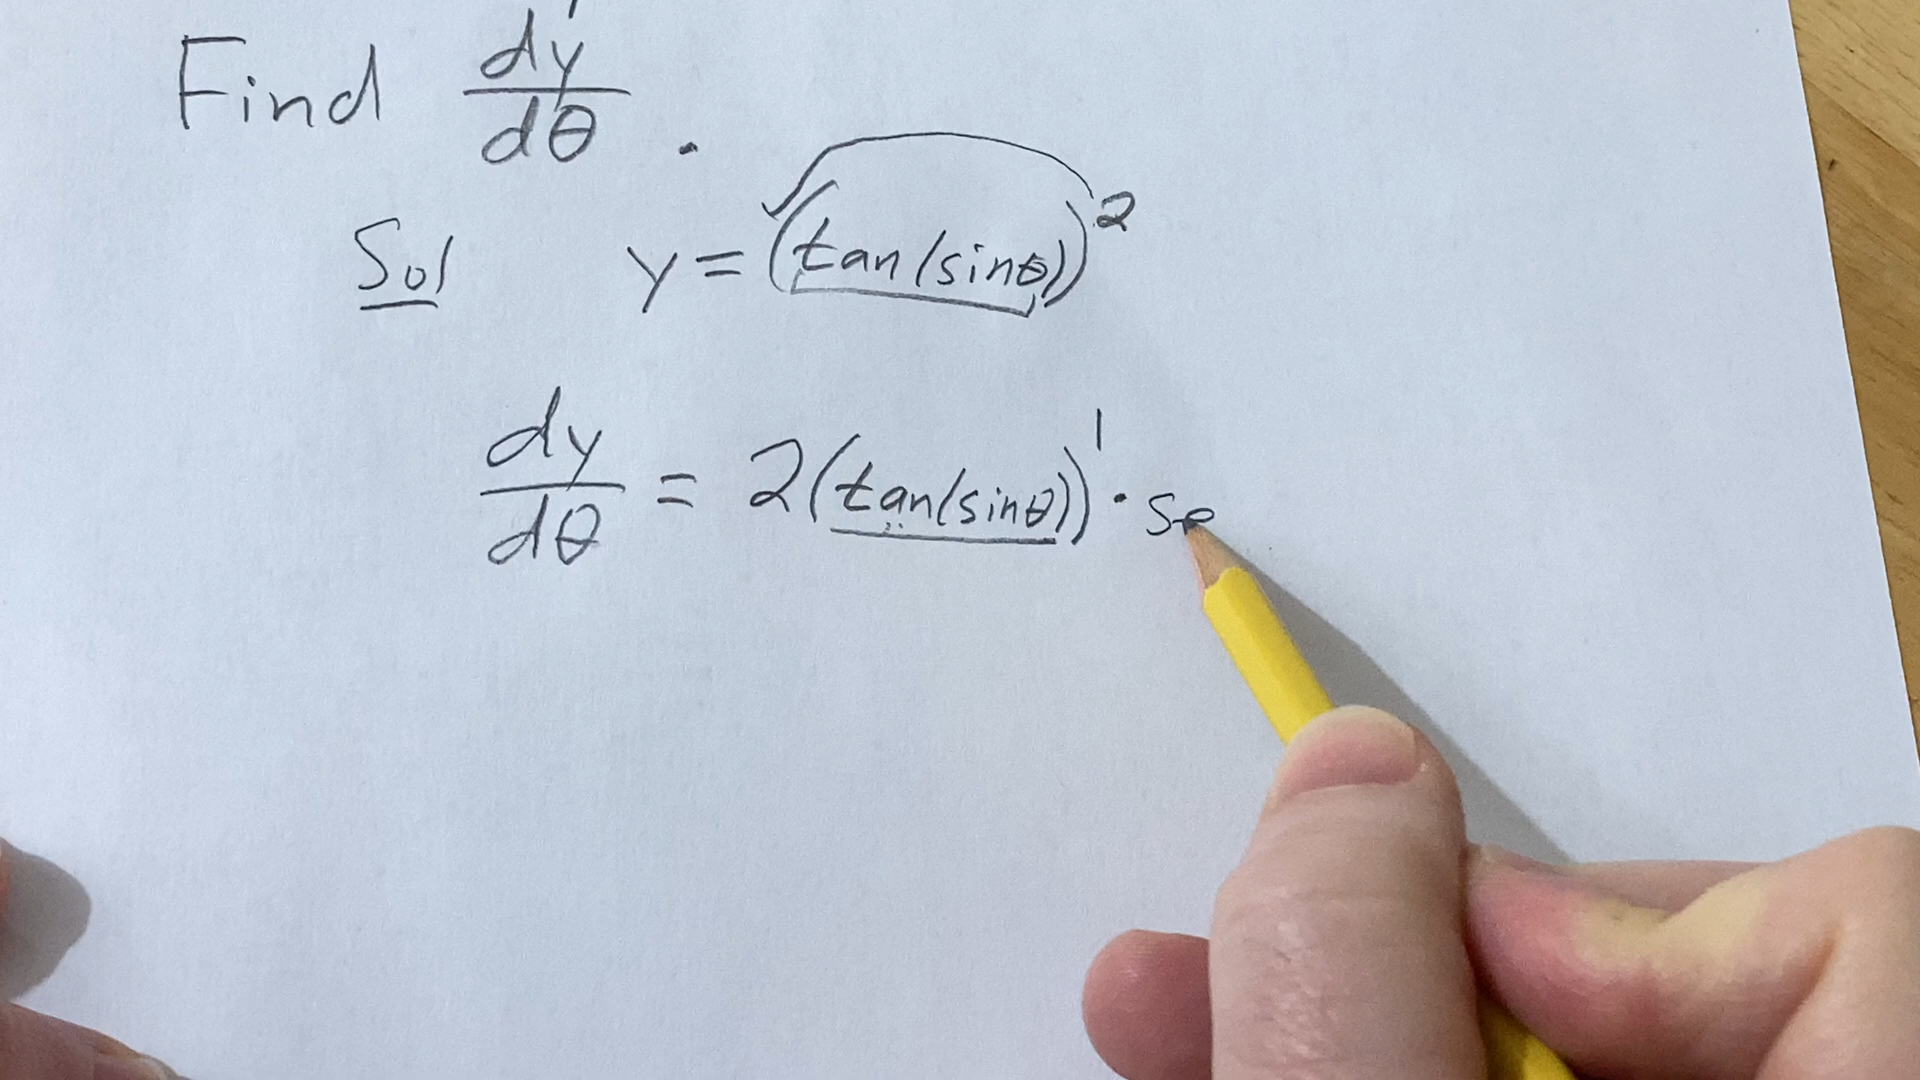 Find dy/dθ .
Sol y = (tan(sinθ))²
dy/dθ = 2(tan(sinθ))¹ · se